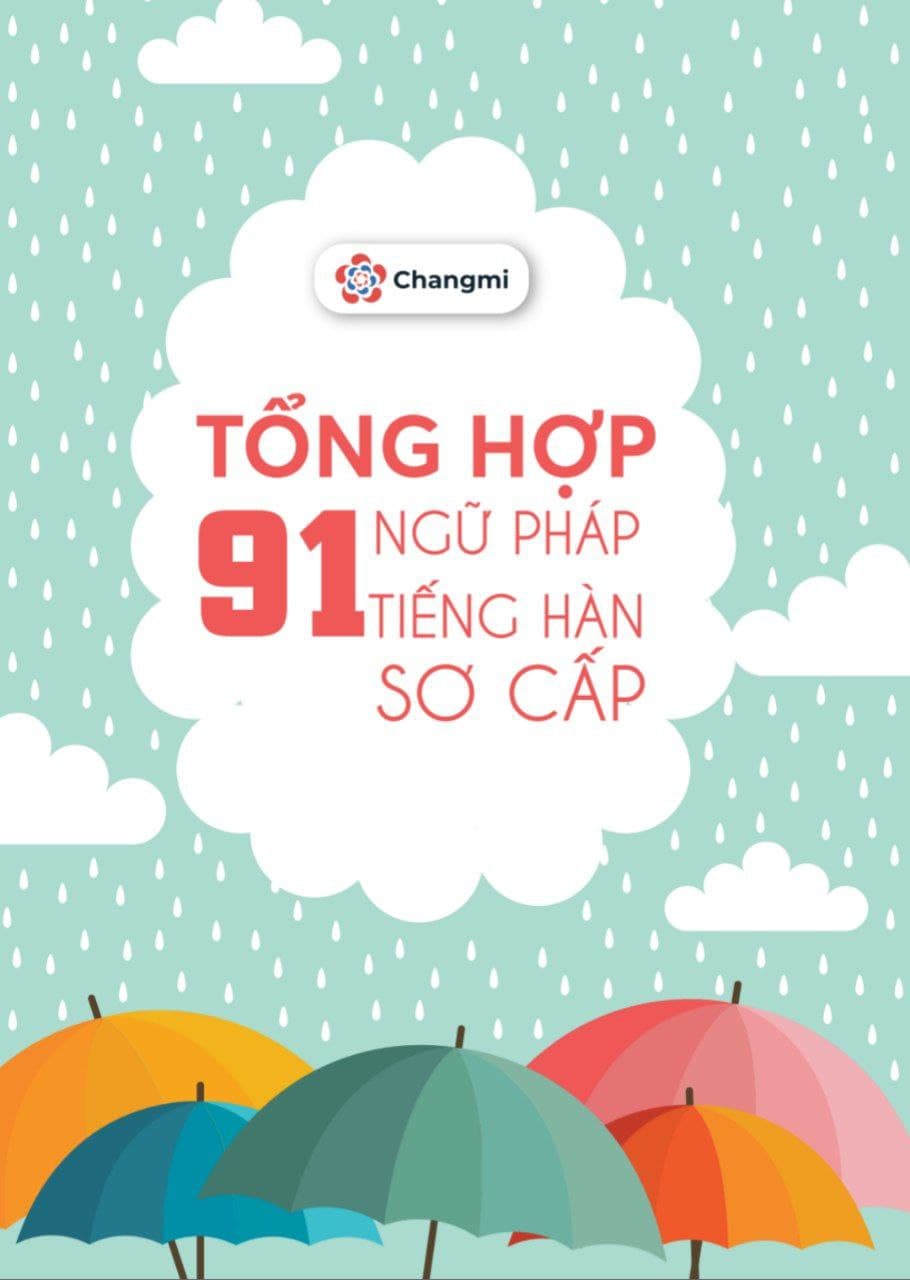 Changmi
TỔNG HỢP
91 NGỮ PHÁP
TIẾNG HÀN
SƠ CẤP